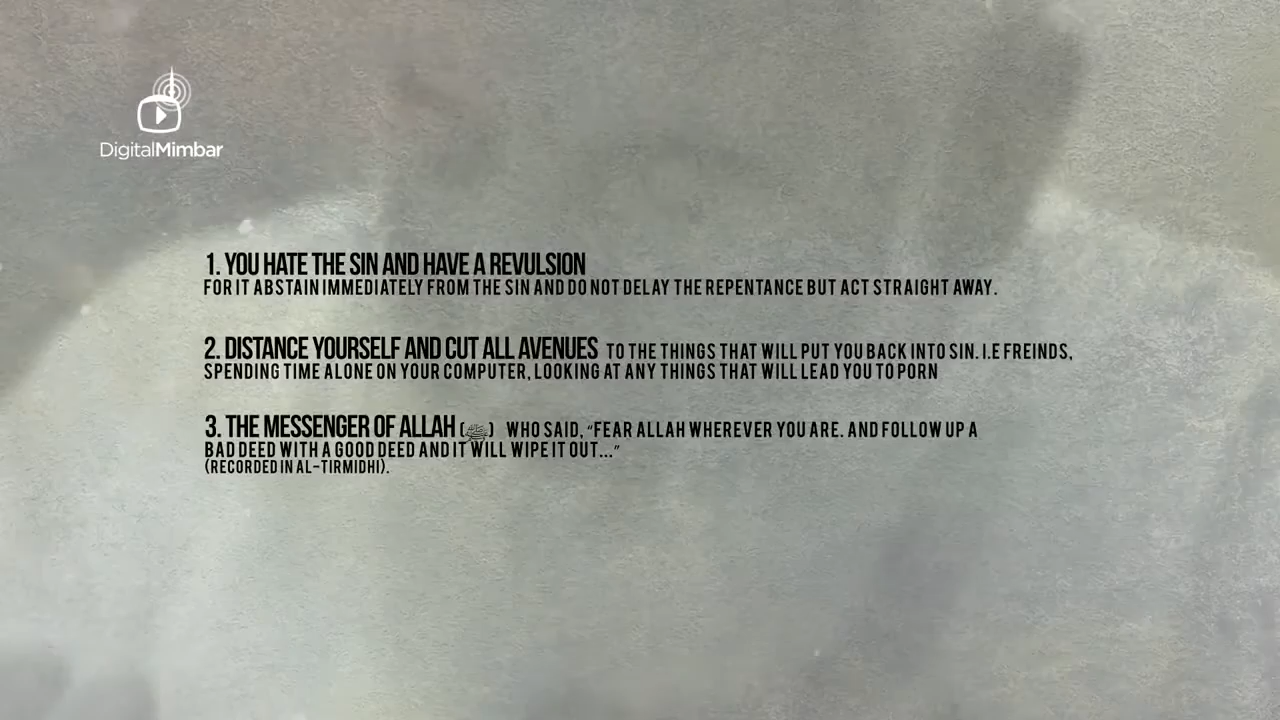 DigitalMimbar
1. YOU HATE THE SIN AND HAVE A REVULSION
FOR IT ABSTAIN IMMEDIATELY FROM THE SIN AND DO NOT DELAY THE REPENTANCE BUT ACT STRAIGHT AWAY.
2. DISTANCE YOURSELF AND CUT ALL AVENUES TO THE THINGS THAT WILL PUT YOU BACK INTO SIN. I.E FREINDS,
SPENDING TIME ALONE ON YOUR COMPUTER, LOOKING AT ANY THINGS THAT WILL LEAD YOU TO PORN
3. THE MESSENGER OF ALLAH (ﷺ) WHO SAID, "FEAR ALLAH WHEREVER YOU ARE. AND FOLLOW UP A
BAD DEED WITH A GOOD DEED AND IT WILL WIPE IT OUT..."
(RECORDED IN AL-TIRMIDHI).